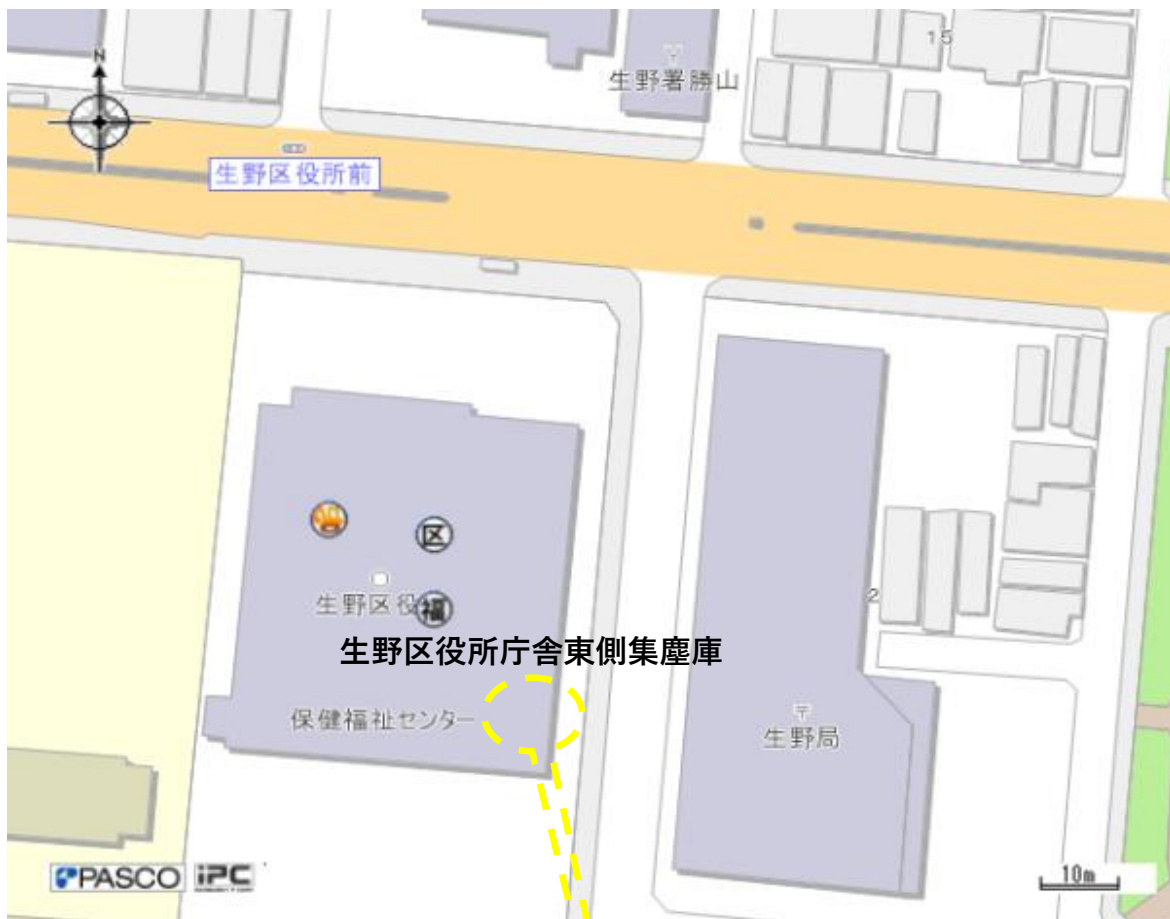 15
〒
生野署勝山
N
生野区役所前
区
生野区役
福
2
生野区役所庁舎東側集塵庫
保健福祉センター
〒
生野局
PASCO iPC
10m